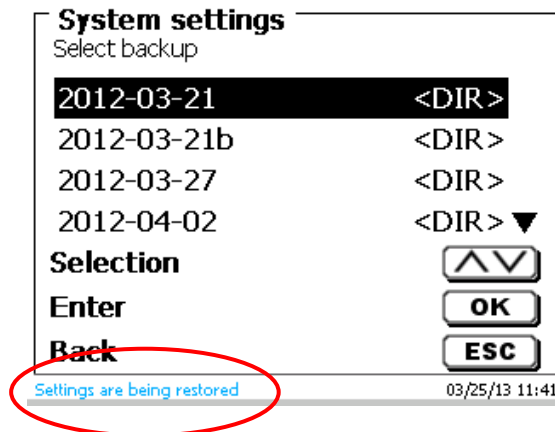 System settings
Select backup
2012-03-21 <DIR>
2012-03-21b <DIR>
2012-03-27 <DIR>
2012-04-02 <DIR> ▼
Selection
Enter OK
Back ESC
Settings are being restored 03/25/13 11:41